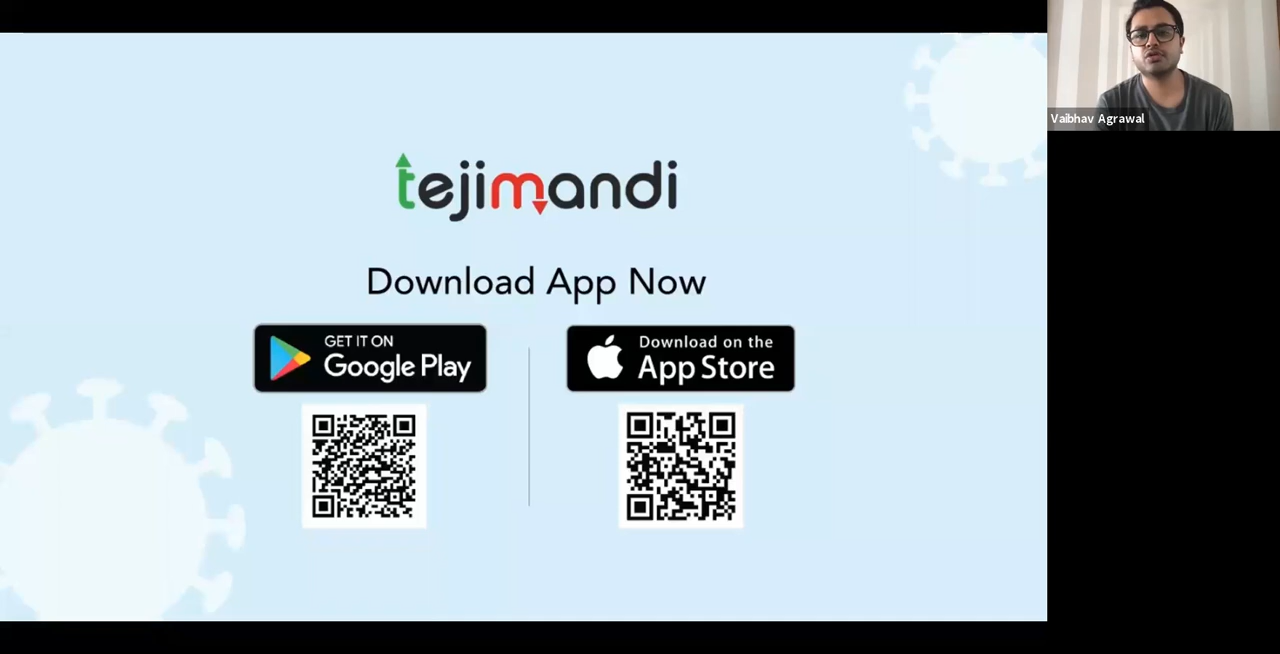 tejimandi
Download App Now
GET IT ON
Google Play
Download on the
App Store
Vaibhav Agrawal